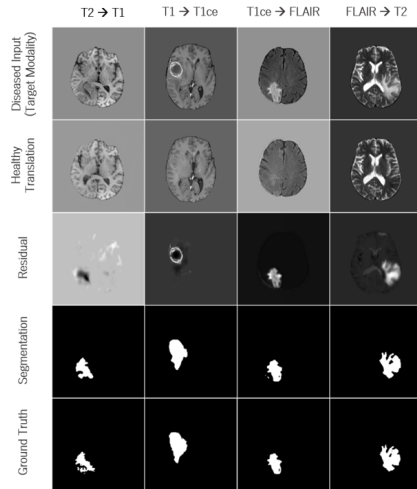 T2 → T1
T1 → T1ce
T1ce → FLAIR
FLAIR → T2
Diseased Input
(Target Modality)
Healthy
Translation
Residual
Segmentation
Ground Truth